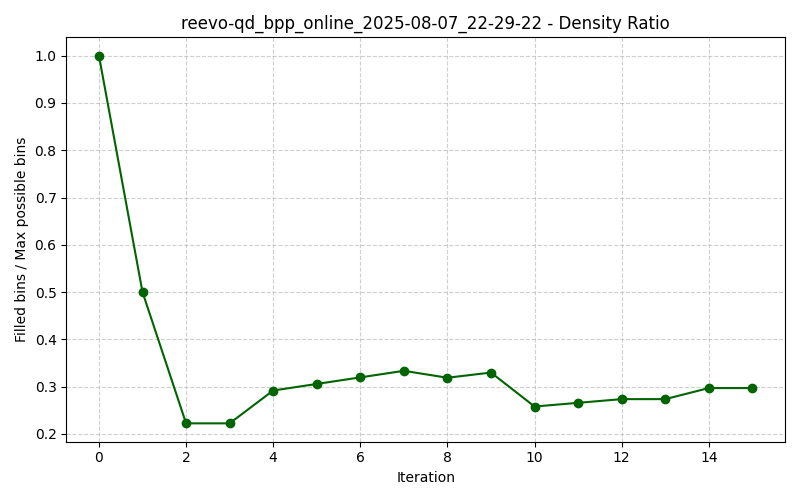 reevo-qd_bpp_online_2025-08-07_22-29-22 - Density Ratio
Filled bins / Max possible bins
1.0
0.9
0.8
0.7
0.6
0.5
0.4
0.3
0.2
0 2 4 6 8 10 12 14
Iteration